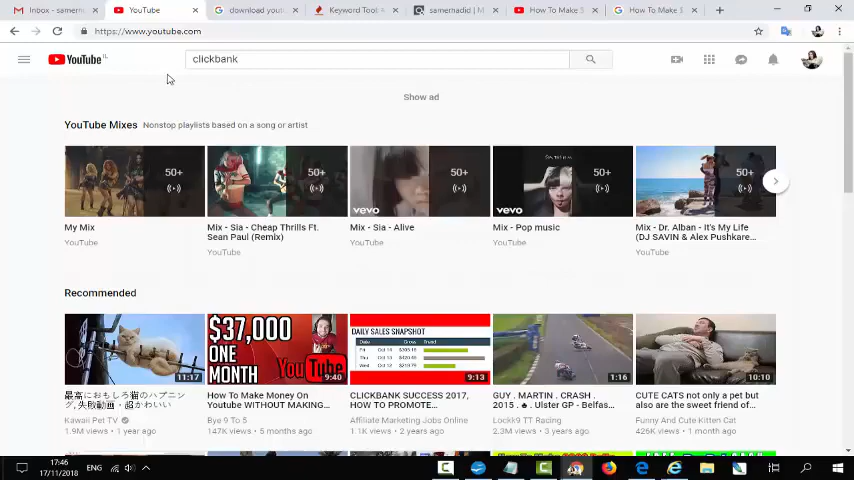 Inbox - samern
YouTube
download yout
Keyword Tool
samernadid | M
How To Make $
How To Make $
https://www.youtube.com
YouTube IL
clickbank
Show ad
YouTube Mixes Nonstop playlists based on a song or artist
50+
50+
50+
50+
50+
vevo
vevo
My Mix
YouTube
Mix - Sia - Cheap Thrills Ft. Sean Paul (Remix)
YouTube
Mix - Sia - Alive
YouTube
Mix - Pop music
YouTube
Mix - Dr. Alban - It's My Life (DJ SAVIN & Alex Pushkare...
YouTube
Recommended
11:17
$37,000
ONE
MONTH
YouTube
9:40
DAILY SALES SNAPSHOT
9:13
1:16
10:10
最高におもしろ猫のハプニング,失敗動画・超かわいい
Kawaii Pet TV
1.9M views • 1 year ago
How To Make Money On Youtube WITHOUT MAKING...
Bye 9 To 5
147K views • 5 months ago
CLICKBANK SUCCESS 2017, HOW TO PROMOTE...
Affiliate Marketing Jobs Online
1.1K views • 2 years ago
GUY . MARTIN . CRASH . 2015 . ♠ . Ulster GP - Belfas...
Lockk9 TT Racing
2.3M views • 3 years ago
CUTE CATS not only a pet but also are the sweet friend of...
Funny And Cute Kitten Cat
425K views • 1 month ago
ENG
17:46
17/11/2018